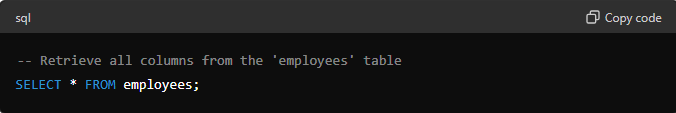 sql
Copy code
-- Retrieve all columns from the 'employees' table
SELECT * FROM employees;